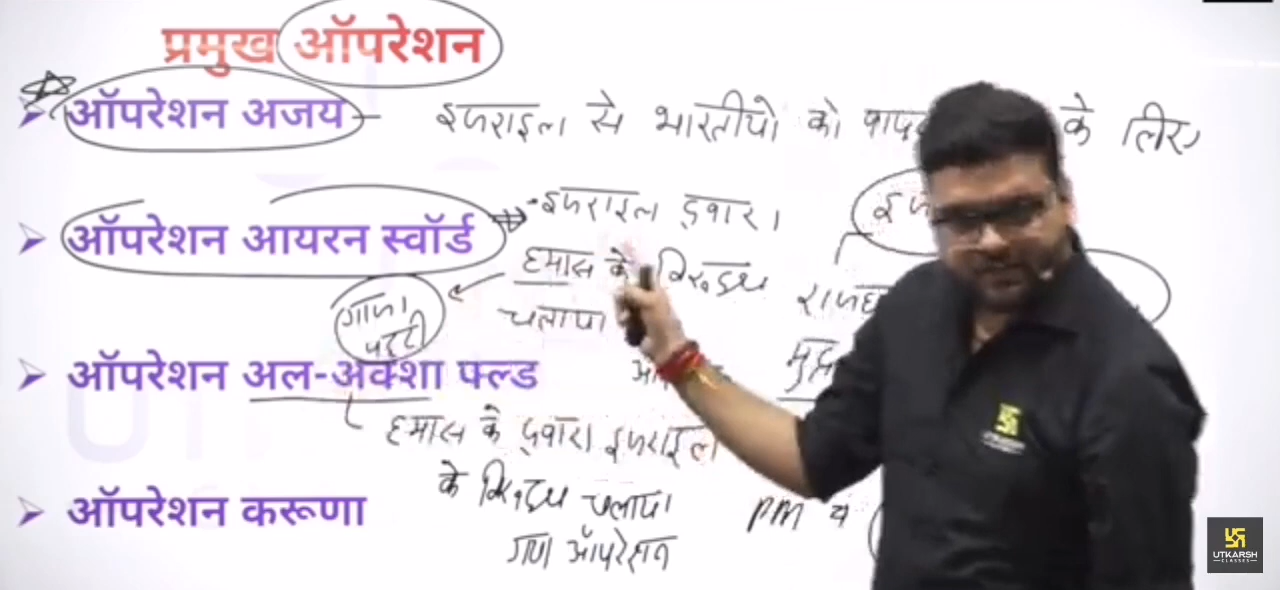 प्रमुख ऑपरेशन
ऑपरेशन अजय - इजराइल से भारतीयो को के लिए
ऑपरेशन आयरन स्वॉर्ड
इजराइल द्वारा
हमास के विरूद्ध
चलाया
गाजा
पट्टी
ऑपरेशन अल-अक्शा फ्ल्ड
हमास के द्वारा इजराइल
के विरूद्ध चलाया
गया ऑपरेशन
ऑपरेशन करूणा
PM
UTKARSH
CLASSES